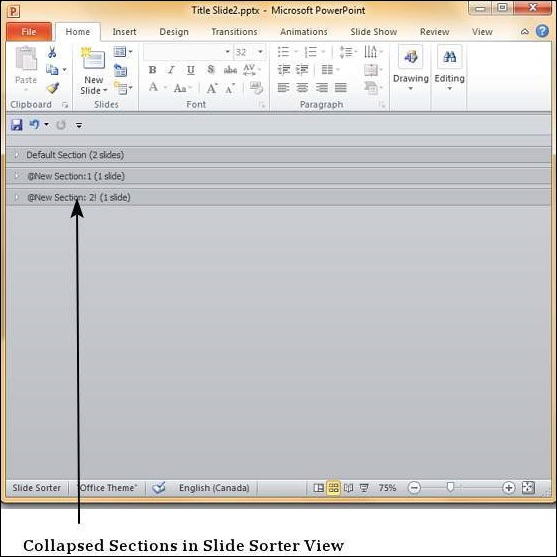 Title Slide2.pptx - Microsoft PowerPoint
File Home Insert Design Transitions Animations Slide Show Review View
Paste New Slide 32 Drawing Editing
B I U S abc AV
A Aa A A
Clipboard Slides Font Paragraph
Default Section (2 slides)
@New Section:1 (1 slide)
@New Section: 2! (1 slide)
Slide Sorter "Office Theme" English (Canada) 75%
Collapsed Sections in Slide Sorter View